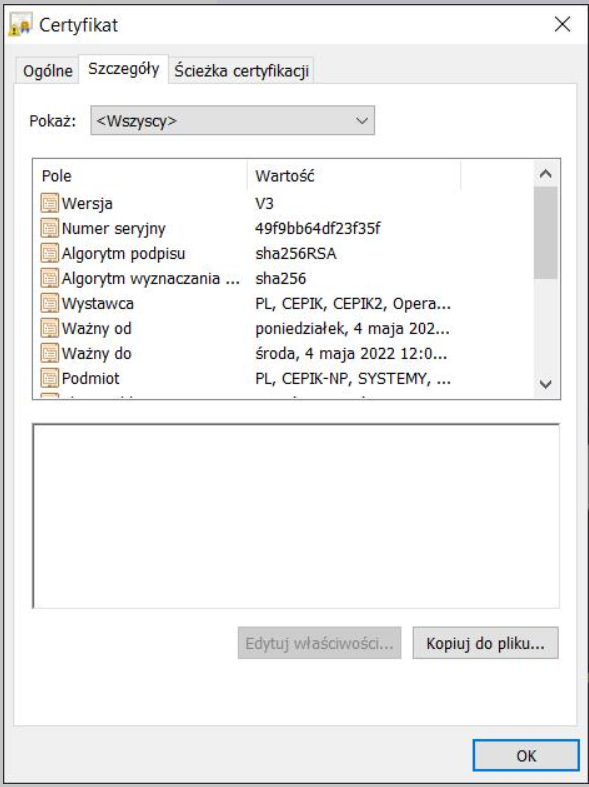 Certyfikat
Ogólne Szczegóły Ścieżka certyfikacji
Pokaż: <Wszyscy>
Pole Wartość
Wersja V3
Numer seryjny 49f9bb64df23f35f
Algorytm podpisu sha256RSA
Algorytm wyznaczania ... sha256
Wystawca PL, CEPIK, CEPIK2, Opera...
Ważny od poniedziałek, 4 maja 202...
Ważny do środa, 4 maja 2022 12:0...
Podmiot PL, CEPIK-NP, SYSTEMY, ...
Edytuj właściwości... Kopiuj do pliku...
OK